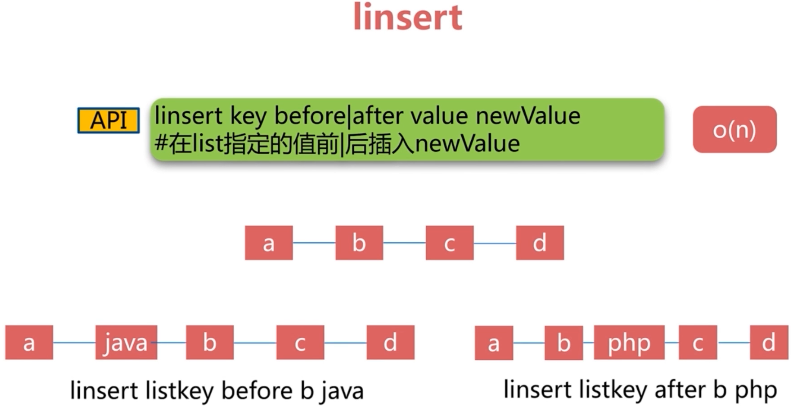 linsert
API
linsert key before|after value newValue
#在list指定的值前|后插入newValue
o(n)
a b c d
a java b c d
a b php c d
linsert listkey before b java
linsert listkey after b php